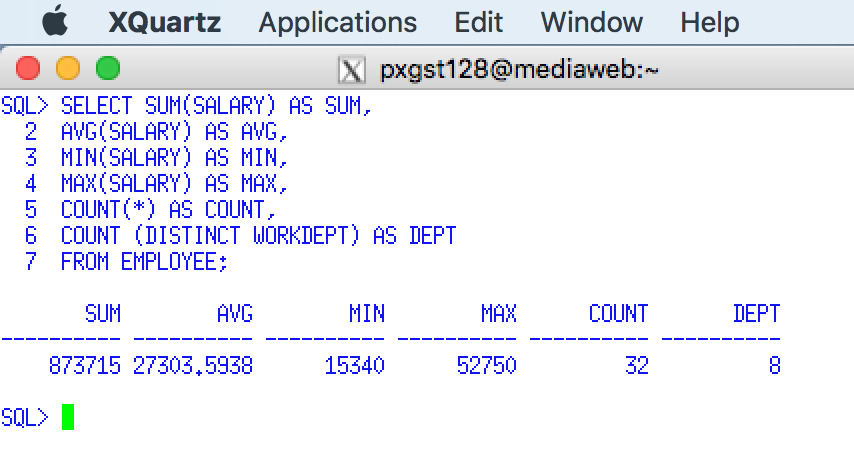 XQuartz Applications Edit Window Help
X pxgst128@mediaweb:~
SQL> SELECT SUM(SALARY) AS SUM,
  2  AVG(SALARY) AS AVG,
  3  MIN(SALARY) AS MIN,
  4  MAX(SALARY) AS MAX,
  5  COUNT(*) AS COUNT,
  6  COUNT (DISTINCT WORKDEPT) AS DEPT
  7  FROM EMPLOYEE;
       SUM        AVG        MIN        MAX      COUNT       DEPT
---------- ---------- ---------- ---------- ---------- ----------
    873715 27303.5938      15340      52750         32          8
SQL>